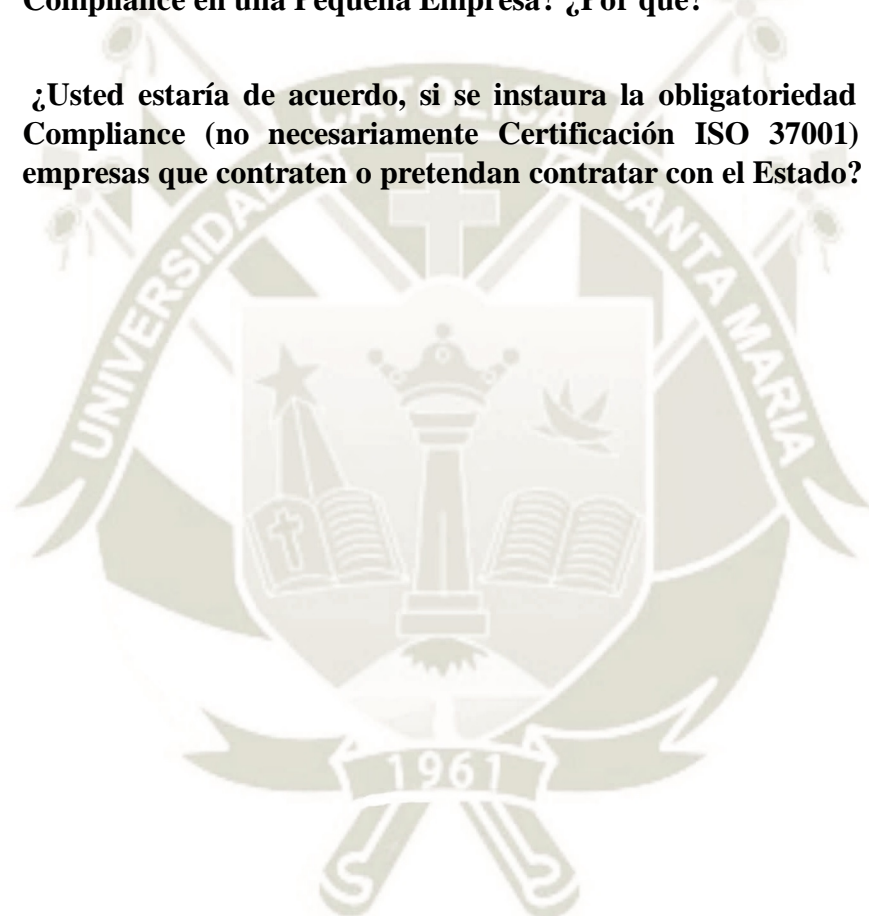 Compliance en una Pequeña Empresa? ¿Por qué?
¿Usted estaría de acuerdo, si se instaura la obligatoriedad
Compliance (no necesariamente Certificación ISO 37001)
empresas que contraten o pretendan contratar con el Estado?
UNIVERSIDAD CATOLICA SANTA MARIA
1961